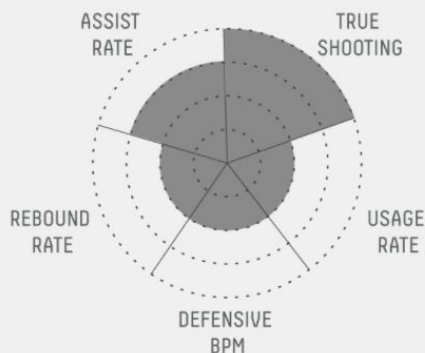 ASSIST
RATE
TRUE
SHOOTING
REBOUND
RATE
USAGE
RATE
DEFENSIVE
BPM